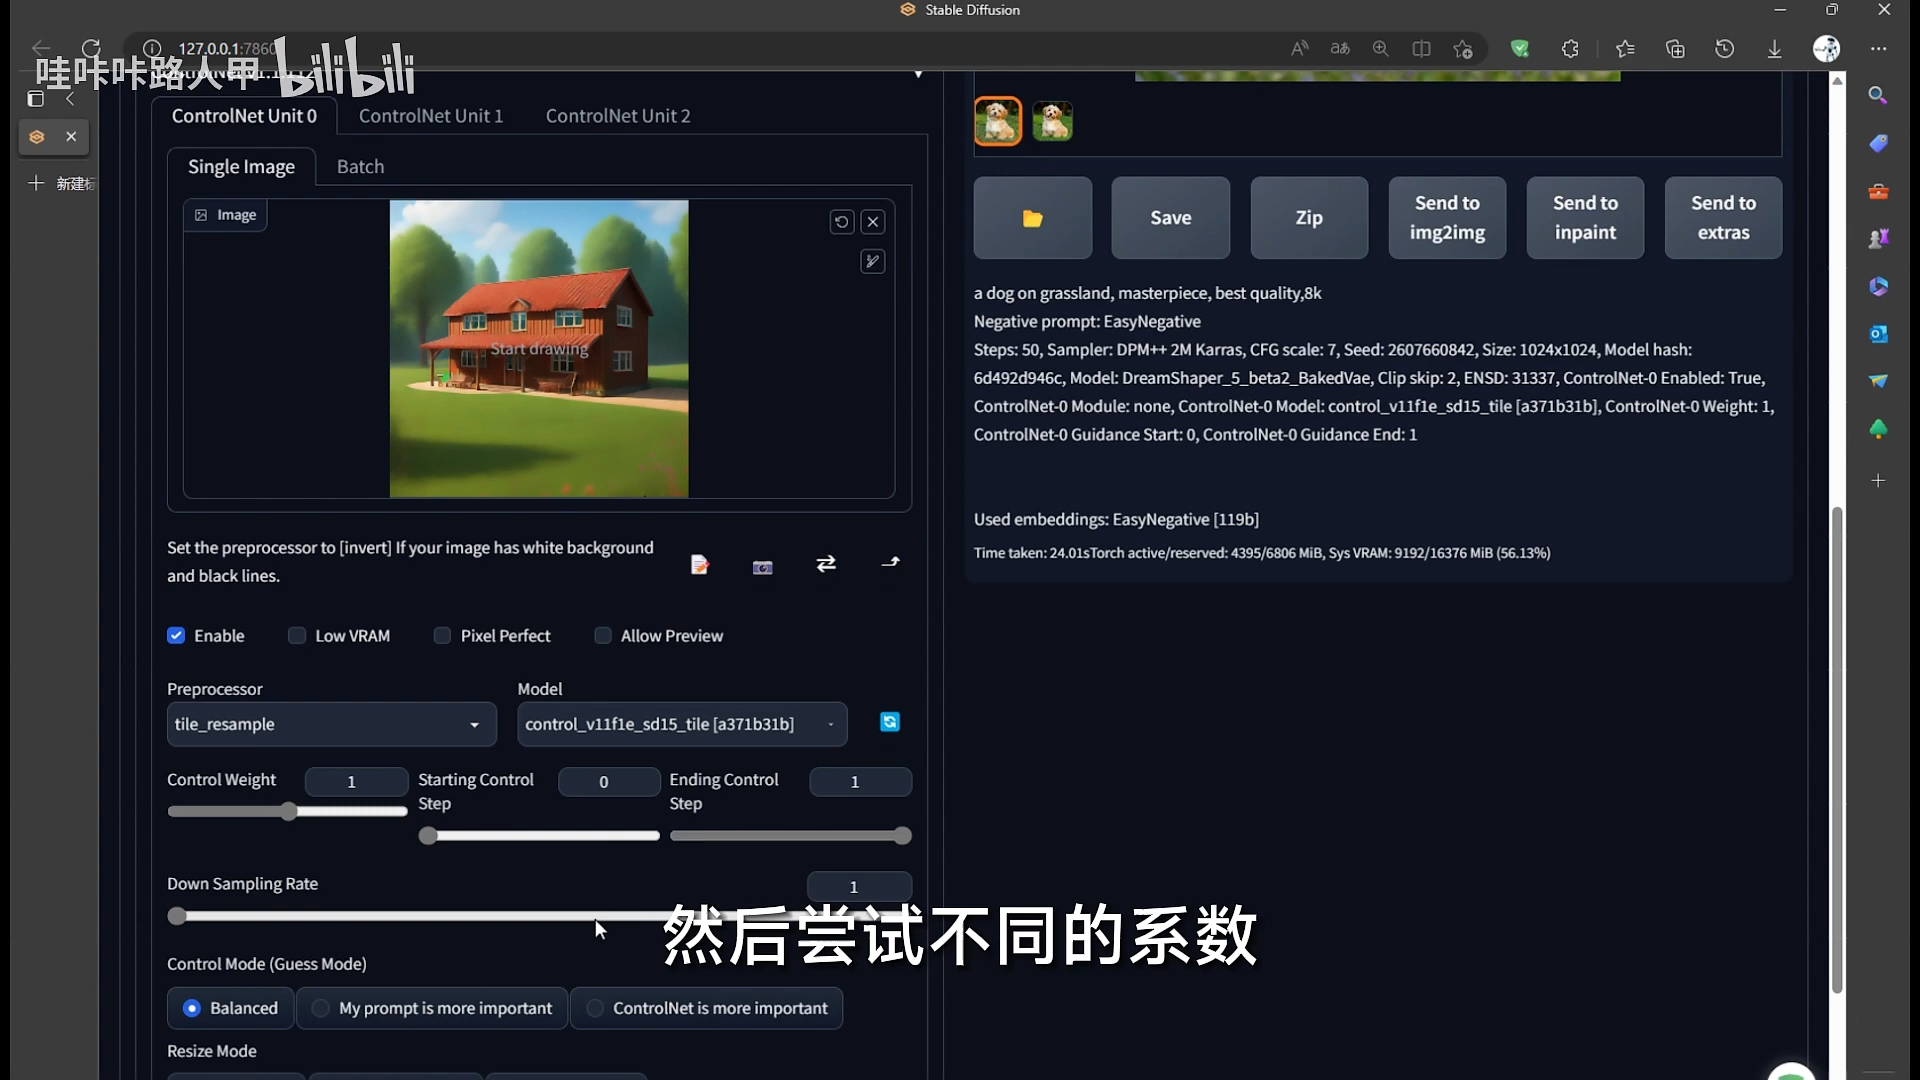 Stable Diffusion
127.0.0.1:7860
哇咔咔路人甲 bilibili
ControlNet v1.1.112
ControlNet Unit 0
ControlNet Unit 1
ControlNet Unit 2
Single Image
Batch
新建标
Image
Start drawing
Save
Zip
Send to img2img
Send to inpaint
Send to extras
a dog on grassland, masterpiece, best quality,8k
Negative prompt: EasyNegative
Steps: 50, Sampler: DPM++ 2M Karras, CFG scale: 7, Seed: 2607660842, Size: 1024x1024, Model hash:
6d492d946c, Model: DreamShaper_5_beta2_BakedVae, Clip skip: 2, ENSD: 31337, ControlNet-0 Enabled: True,
ControlNet-0 Module: none, ControlNet-0 Model: control_v11f1e_sd15_tile [a371b31b], ControlNet-0 Weight: 1,
ControlNet-0 Guidance Start: 0, ControlNet-0 Guidance End: 1
Used embeddings: EasyNegative [119b]
Time taken: 24.01sTorch active/reserved: 4395/6806 MiB, Sys VRAM: 9192/16376 MiB (56.13%)
Set the preprocessor to [invert] If your image has white background
and black lines.
Enable
Low VRAM
Pixel Perfect
Allow Preview
Preprocessor
Model
tile_resample
control_v11f1e_sd15_tile [a371b31b]
Control Weight
1
Starting Control
Step
0
Ending Control
Step
1
Down Sampling Rate
1
然后尝试不同的系数
Control Mode (Guess Mode)
Balanced
My prompt is more important
ControlNet is more important
Resize Mode